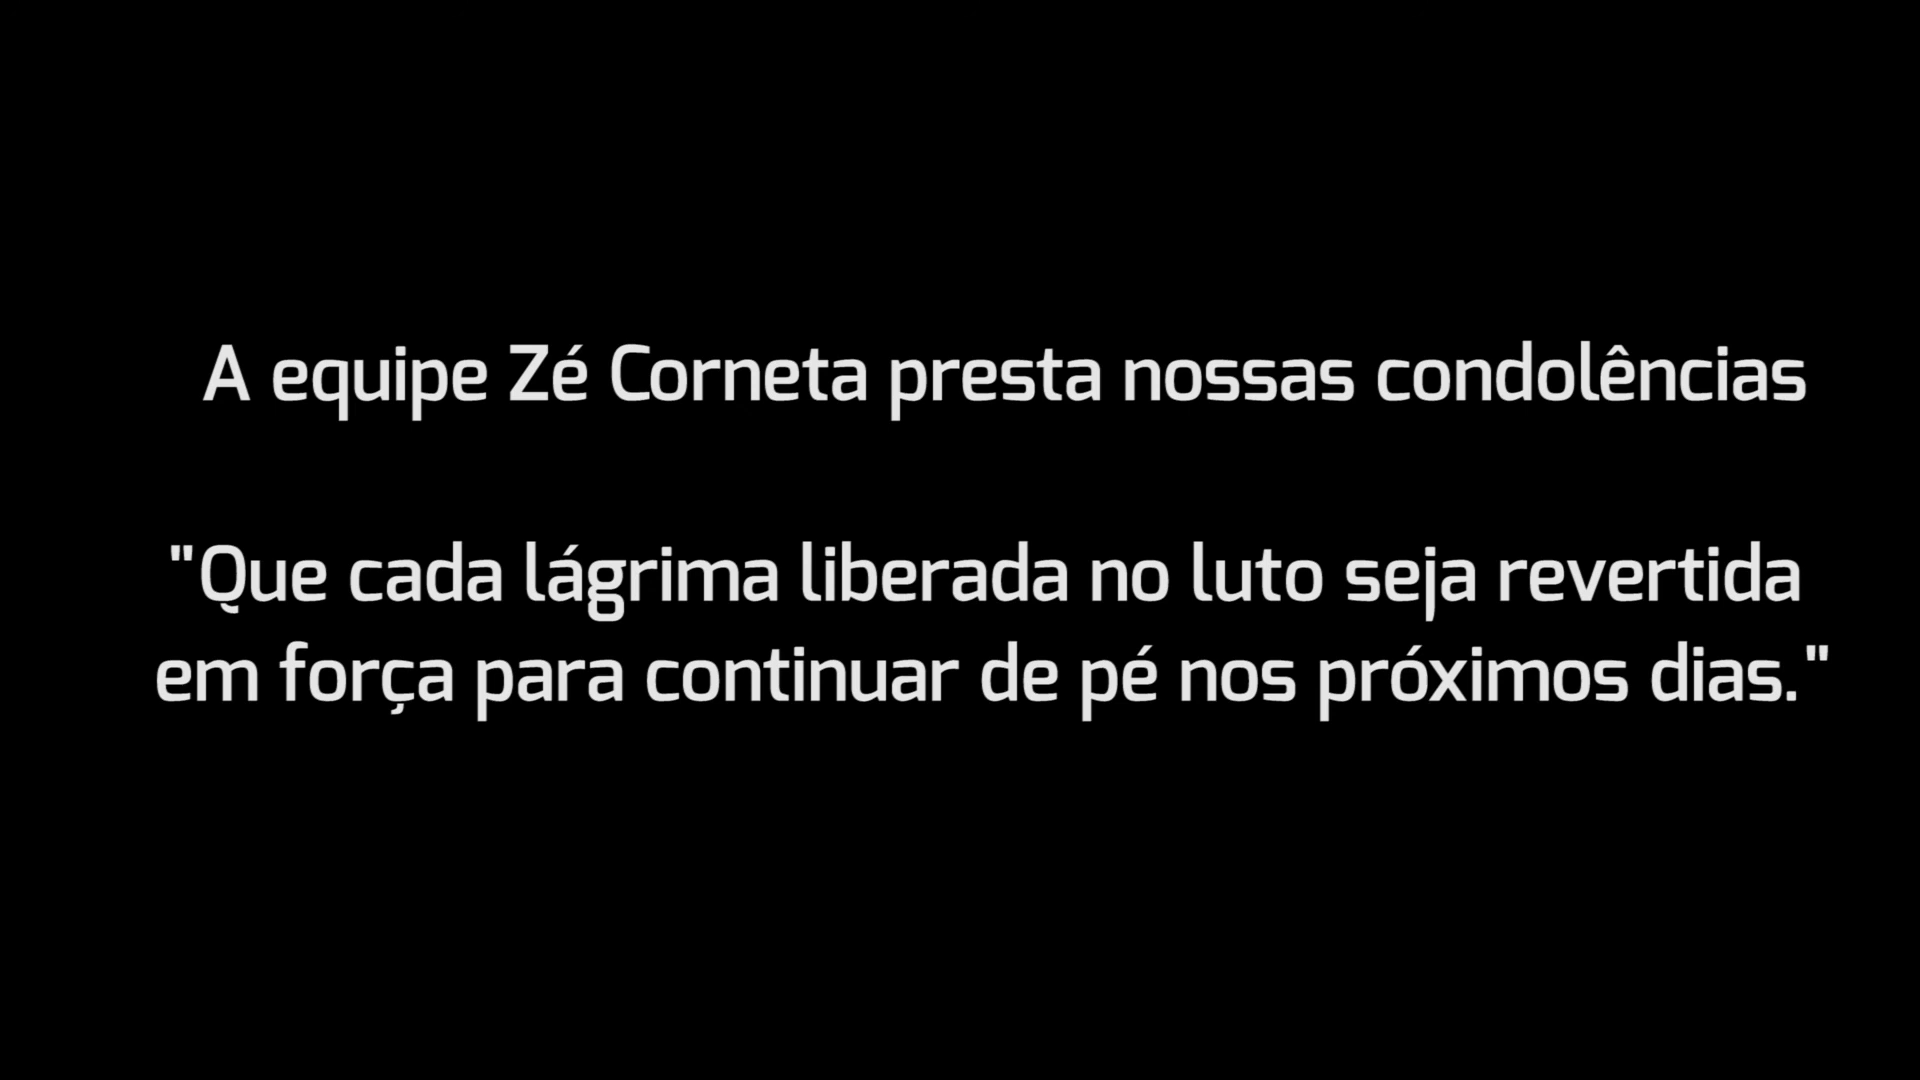 A equipe Zé Corneta presta nossas condolências
"Que cada lágrima liberada no luto seja revertida
em força para continuar de pé nos próximos dias."